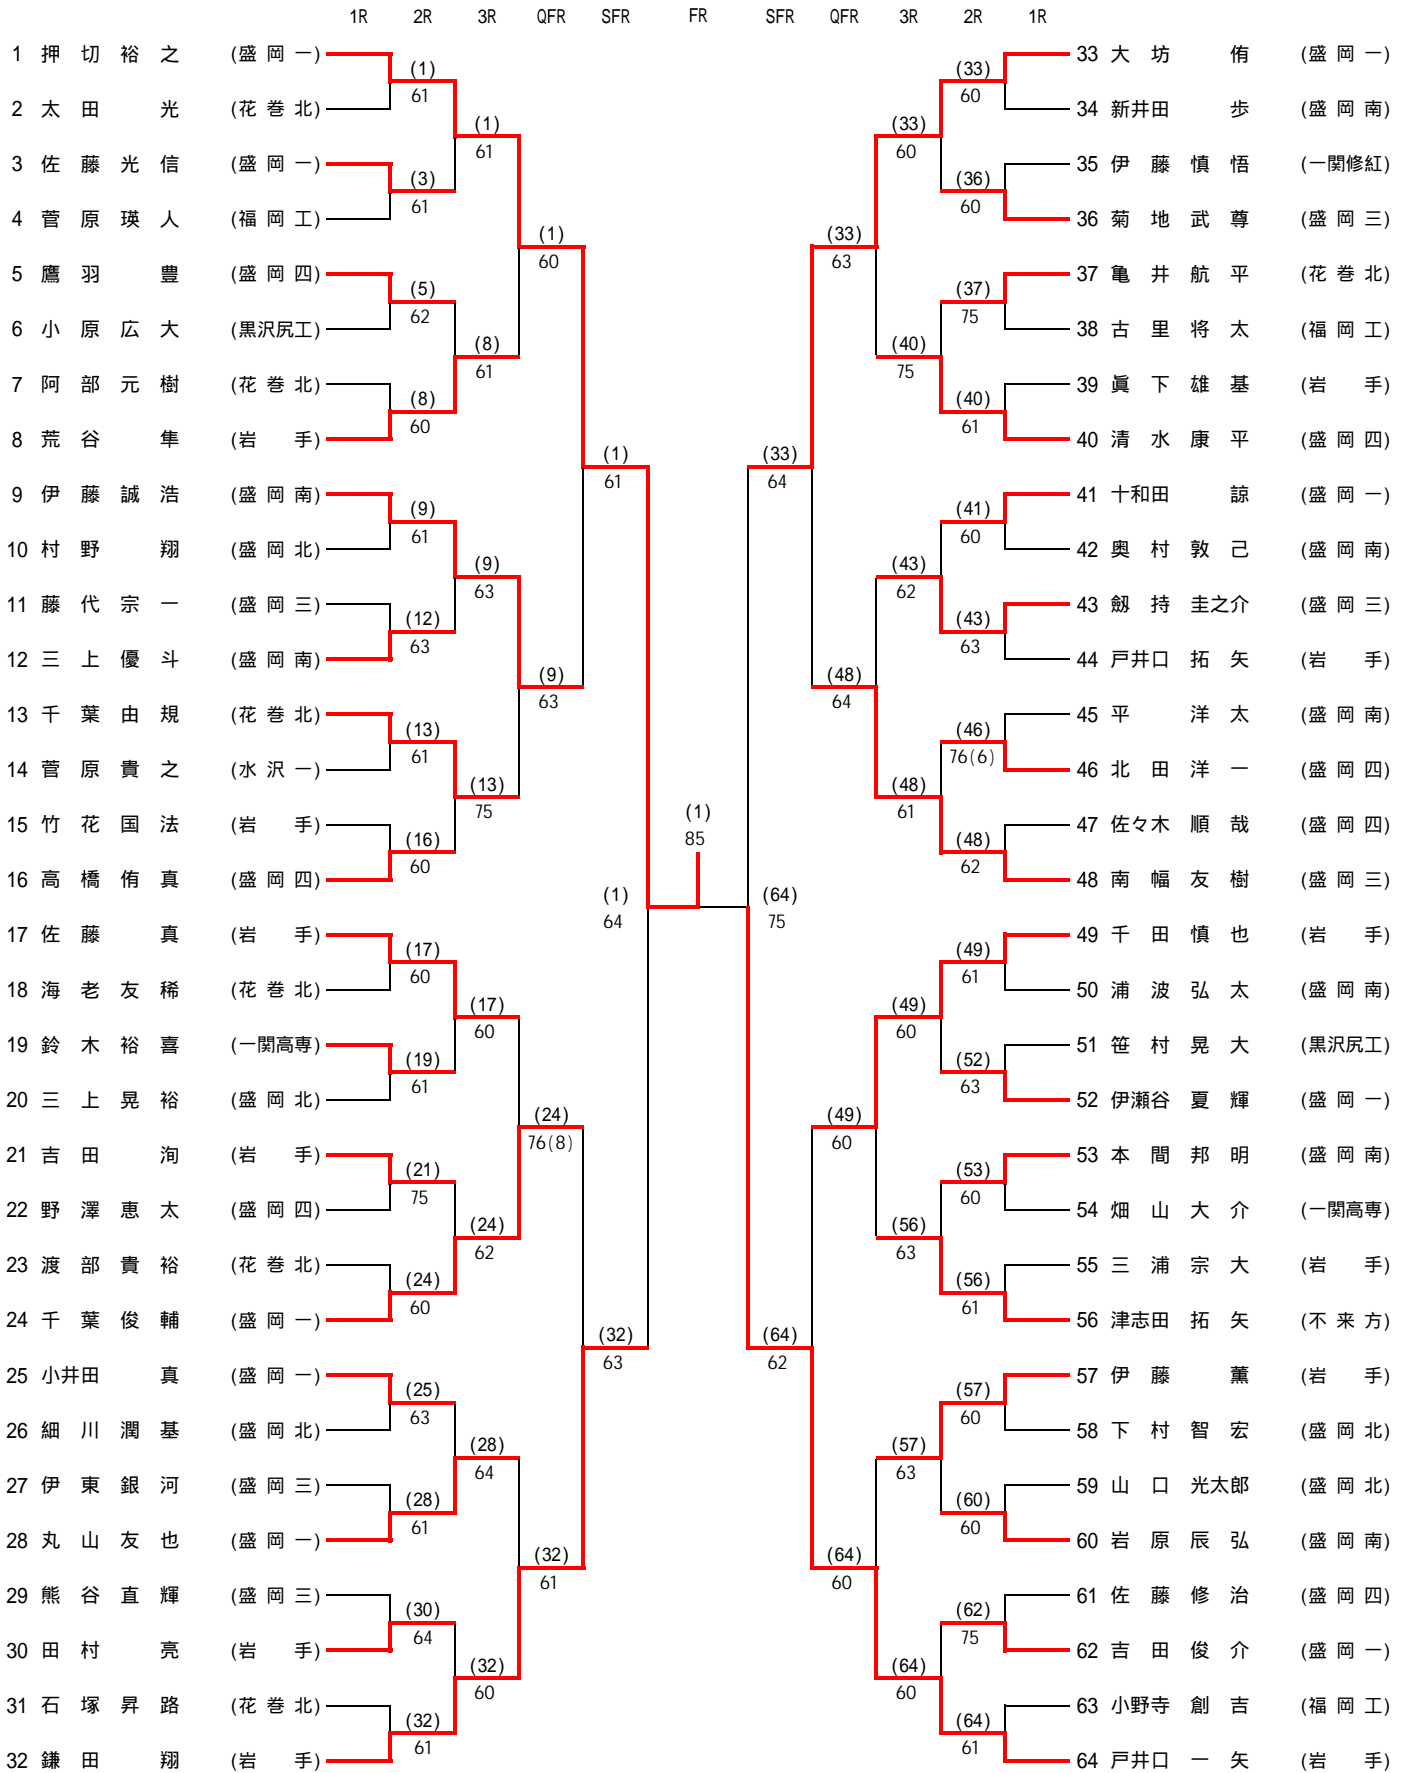 1R 2R 3R QFR SFR FR SFR QFR 3R 2R 1R
1 押切裕之 (盛岡一) 33 大坊侑 (盛岡一)
(1) (33)
61 60
2 太田光 (花巻北) 34 新井田歩 (盛岡南)
(1) (33)
61 60
3 佐藤光信 (盛岡一) 35 伊藤慎悟 (一関修紅)
(3) (36)
61 60
4 菅原瑛人 (福岡工) 36 菊地武尊 (盛岡三)
(1) (33)
60 63
5 鷹羽豊 (盛岡四) 37 亀井航平 (花巻北)
(5) (37)
62 75
6 小原広大 (黒沢尻工) 38 古里将太 (福岡工)
(8) (40)
61 75
7 阿部元樹 (花巻北) 39 眞下雄基 (岩手)
(8) (40)
60 61
8 荒谷隼 (岩手) 40 清水康平 (盛岡四)
(1) (33)
61 64
9 伊藤誠浩 (盛岡南) 41 十和田諒 (盛岡一)
(9) (41)
61 60
10 村野翔 (盛岡北) 42 奥村敦己 (盛岡南)
(9) (43)
63 62
11 藤代宗一 (盛岡三) 43 劔持圭之介 (盛岡三)
(12) (43)
63 63
12 三上優斗 (盛岡南) 44 戸井口拓矢 (岩手)
(9) (48)
63 64
13 千葉由規 (花巻北) 45 平洋太 (盛岡南)
(13) (46)
61 76(6)
14 菅原貴之 (水沢一) 46 北田洋一 (盛岡四)
(13) (48)
75 61
15 竹花国法 (岩手) (1) 47 佐々木順哉 (盛岡四)
(16) 85 (48)
60 62
16 高橋侑真 (盛岡四) 48 南幅友樹 (盛岡三)
(1) (64)
64 75
17 佐藤真 (岩手) 49 千田慎也 (岩手)
(17) (49)
60 61
18 海老友稀 (花巻北) 50 浦波弘太 (盛岡南)
(17) (49)
60 60
19 鈴木裕喜 (一関高専) 51 笹村晃大 (黒沢尻工)
(19) (52)
61 63
20 三上晃裕 (盛岡北) 52 伊瀬谷夏輝 (盛岡一)
(24) (49)
76(8) 60
21 吉田洵 (岩手) 53 本間邦明 (盛岡南)
(21) (53)
75 60
22 野澤恵太 (盛岡四) 54 畑山大介 (一関高専)
(24) (56)
62 63
23 渡部貴裕 (花巻北) 55 三浦宗大 (岩手)
(24) (56)
60 61
24 千葉俊輔 (盛岡一) 56 津志田拓矢 (不来方)
(32) (64)
63 62
25 小井田真 (盛岡一) 57 伊藤薫 (岩手)
(25) (57)
63 60
26 細川潤基 (盛岡北) 58 下村智宏 (盛岡北)
(28) (57)
64 63
27 伊東銀河 (盛岡三) 59 山口光太郎 (盛岡北)
(28) (60)
61 60
28 丸山友也 (盛岡一) 60 岩原辰弘 (盛岡南)
(32) (64)
61 60
29 熊谷直輝 (盛岡三) 61 佐藤修治 (盛岡四)
(30) (62)
64 75
30 田村亮 (岩手) 62 吉田俊介 (盛岡一)
(32) (64)
60 60
31 石塚昇路 (花巻北) 63 小野寺創吉 (福岡工)
(32) (64)
61 61
32 鎌田翔 (岩手) 64 戸井口一矢 (岩手)